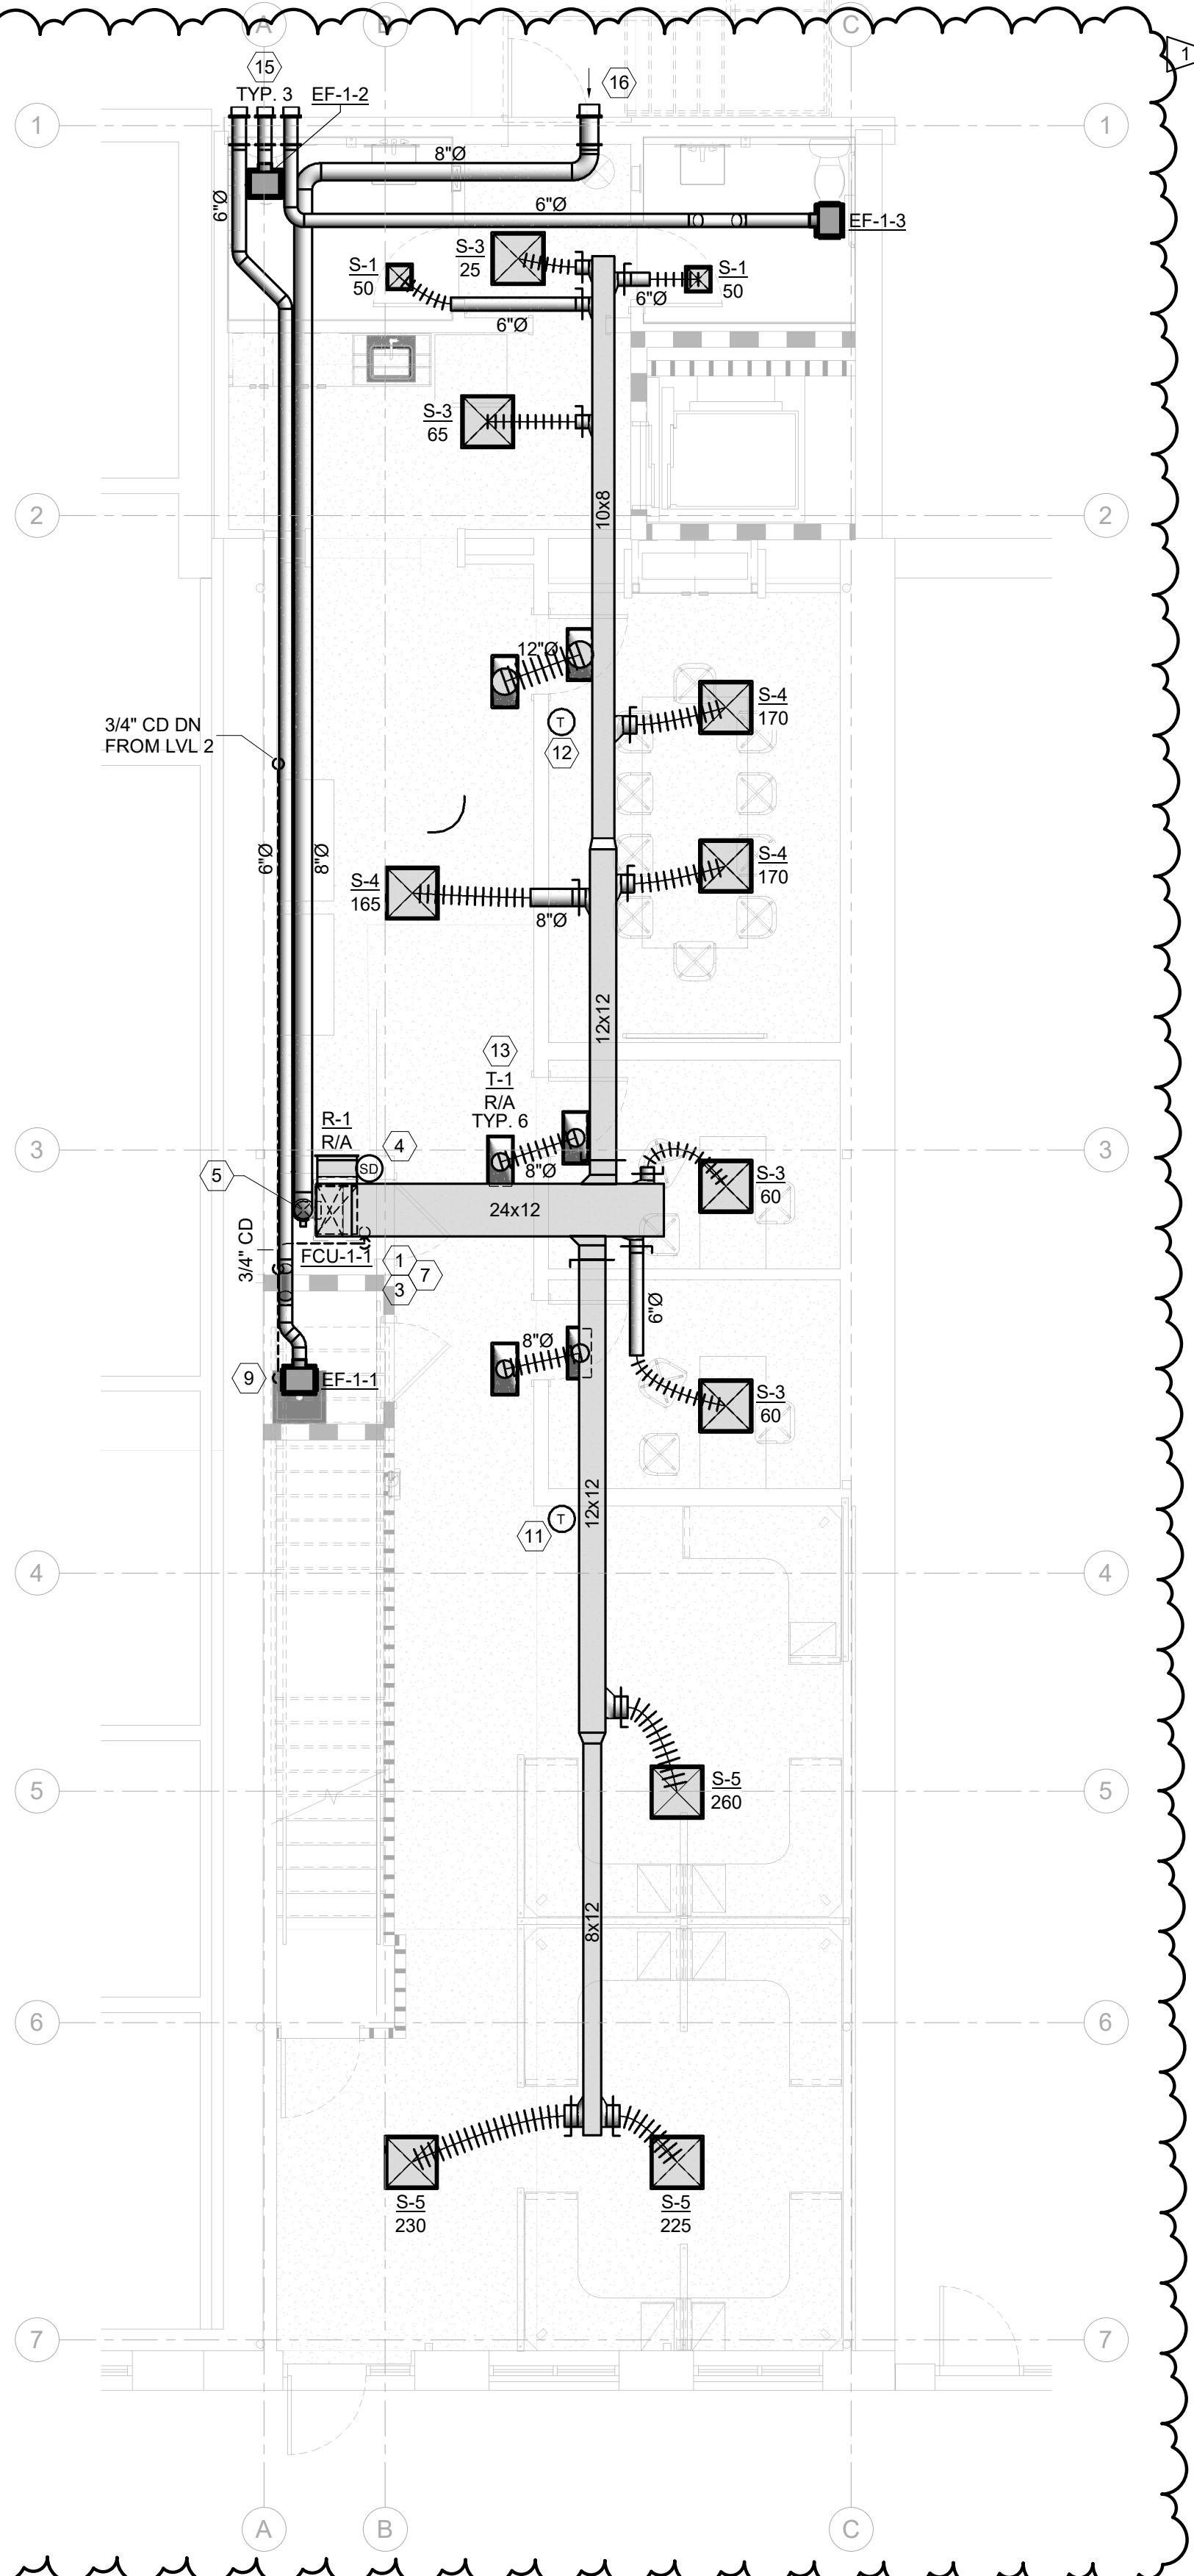 A
B
C
1
15
TYP. 3
EF-1-2
16
1
1
8"Ø
6"Ø
6"Ø
EF-1-3
S-3
25
S-1
50
S-1
50
6"Ø
6"Ø
S-3
65
10x8
2
2
12"Ø
T
12
S-4
170
3/4" CD DN
FROM LVL 2
6"Ø
8"Ø
S-4
170
S-4
165
8"Ø
12x12
13
T-1
R/A
TYP. 6
R-1
R/A
4
SD
3
3
8"Ø
5
S-3
60
24x12
3/4" CD
FCU-1-1
1
7
3
6"Ø
8"Ø
9
EF-1-1
S-3
60
12x12
11
T
4
4
5
5
S-5
260
8x12
6
6
S-5
230
S-5
225
7
7
A
B
C